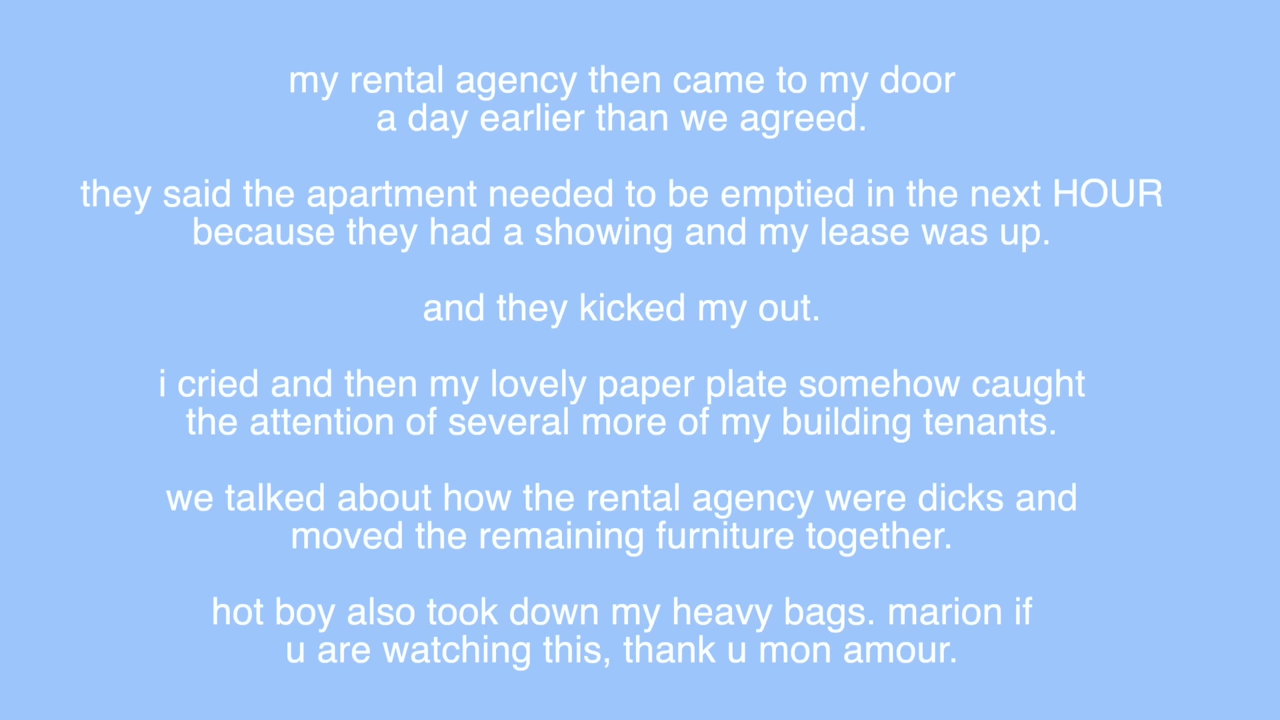 my rental agency then came to my door
a day earlier than we agreed.
they said the apartment needed to be emptied in the next HOUR
because they had a showing and my lease was up.
and they kicked my out.
i cried and then my lovely paper plate somehow caught
the attention of several more of my building tenants.
we talked about how the rental agency were dicks and
moved the remaining furniture together.
hot boy also took down my heavy bags. marion if
u are watching this, thank u mon amour.